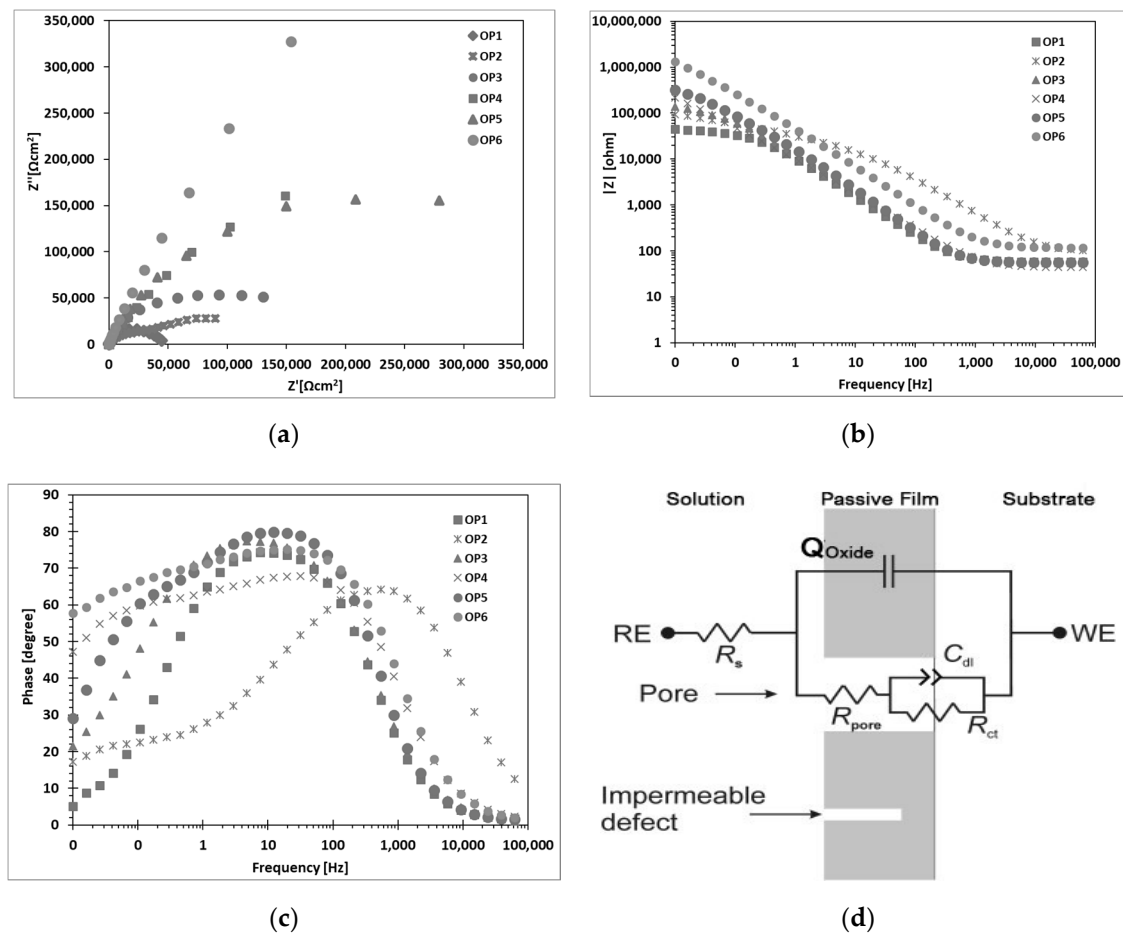 350,000
300,000
250,000
200,000
150,000
100,000
50,000
0
Z''[Ωcm²]
0
50,000
100,000
150,000
200,000
250,000
300,000
350,000
Z'[Ωcm²]
OP1
OP2
OP3
OP4
OP5
OP6
(a)
10,000,000
1,000,000
100,000
10,000
1,000
100
10
1
|Z| [ohm]
0
0
1
10
100
1,000
10,000
100,000
Frequency [Hz]
OP1
OP2
OP3
OP4
OP5
OP6
(b)
90
80
70
60
50
40
30
20
10
0
Phase [degree]
0
0
1
10
100
1,000
10,000
100,000
Frequency [Hz]
OP1
OP2
OP3
OP4
OP5
OP6
(c)
Solution
Passive Film
Substrate
QOxide
RE
Rs
WE
Cdl
Pore
Rpore
Rct
Impermeable
defect
(d)